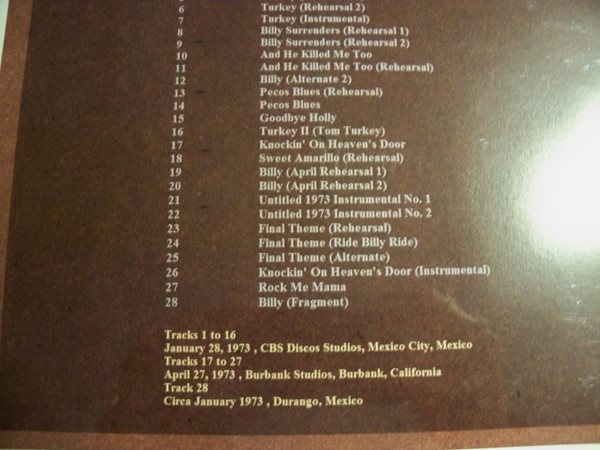 6 Turkey (Rehearsal 2)
7 Turkey (Instrumental)
8 Billy Surrenders (Rehearsal 1)
9 Billy Surrenders (Rehearsal 2)
10 And He Killed Me Too
11 And He Killed Me Too (Rehearsal)
12 Billy (Alternate 2)
13 Pecos Blues (Rehearsal)
14 Pecos Blues
15 Goodbye Holly
16 Turkey II (Tom Turkey)
17 Knockin' On Heaven's Door
18 Sweet Amarillo (Rehearsal)
19 Billy (April Rehearsal 1)
20 Billy (April Rehearsal 2)
21 Untitled 1973 Instrumental No. 1
22 Untitled 1973 Instrumental No. 2
23 Final Theme (Rehearsal)
24 Final Theme (Ride Billy Ride)
25 Final Theme (Alternate)
26 Knockin' On Heaven's Door (Instrumental)
27 Rock Me Mama
28 Billy (Fragment)
Tracks 1 to 16
January 28, 1973 , CBS Discos Studios, Mexico City, Mexico
Tracks 17 to 27
April 27, 1973 , Burbank Studios, Burbank, California
Track 28
Circa January 1973 , Durango, Mexico